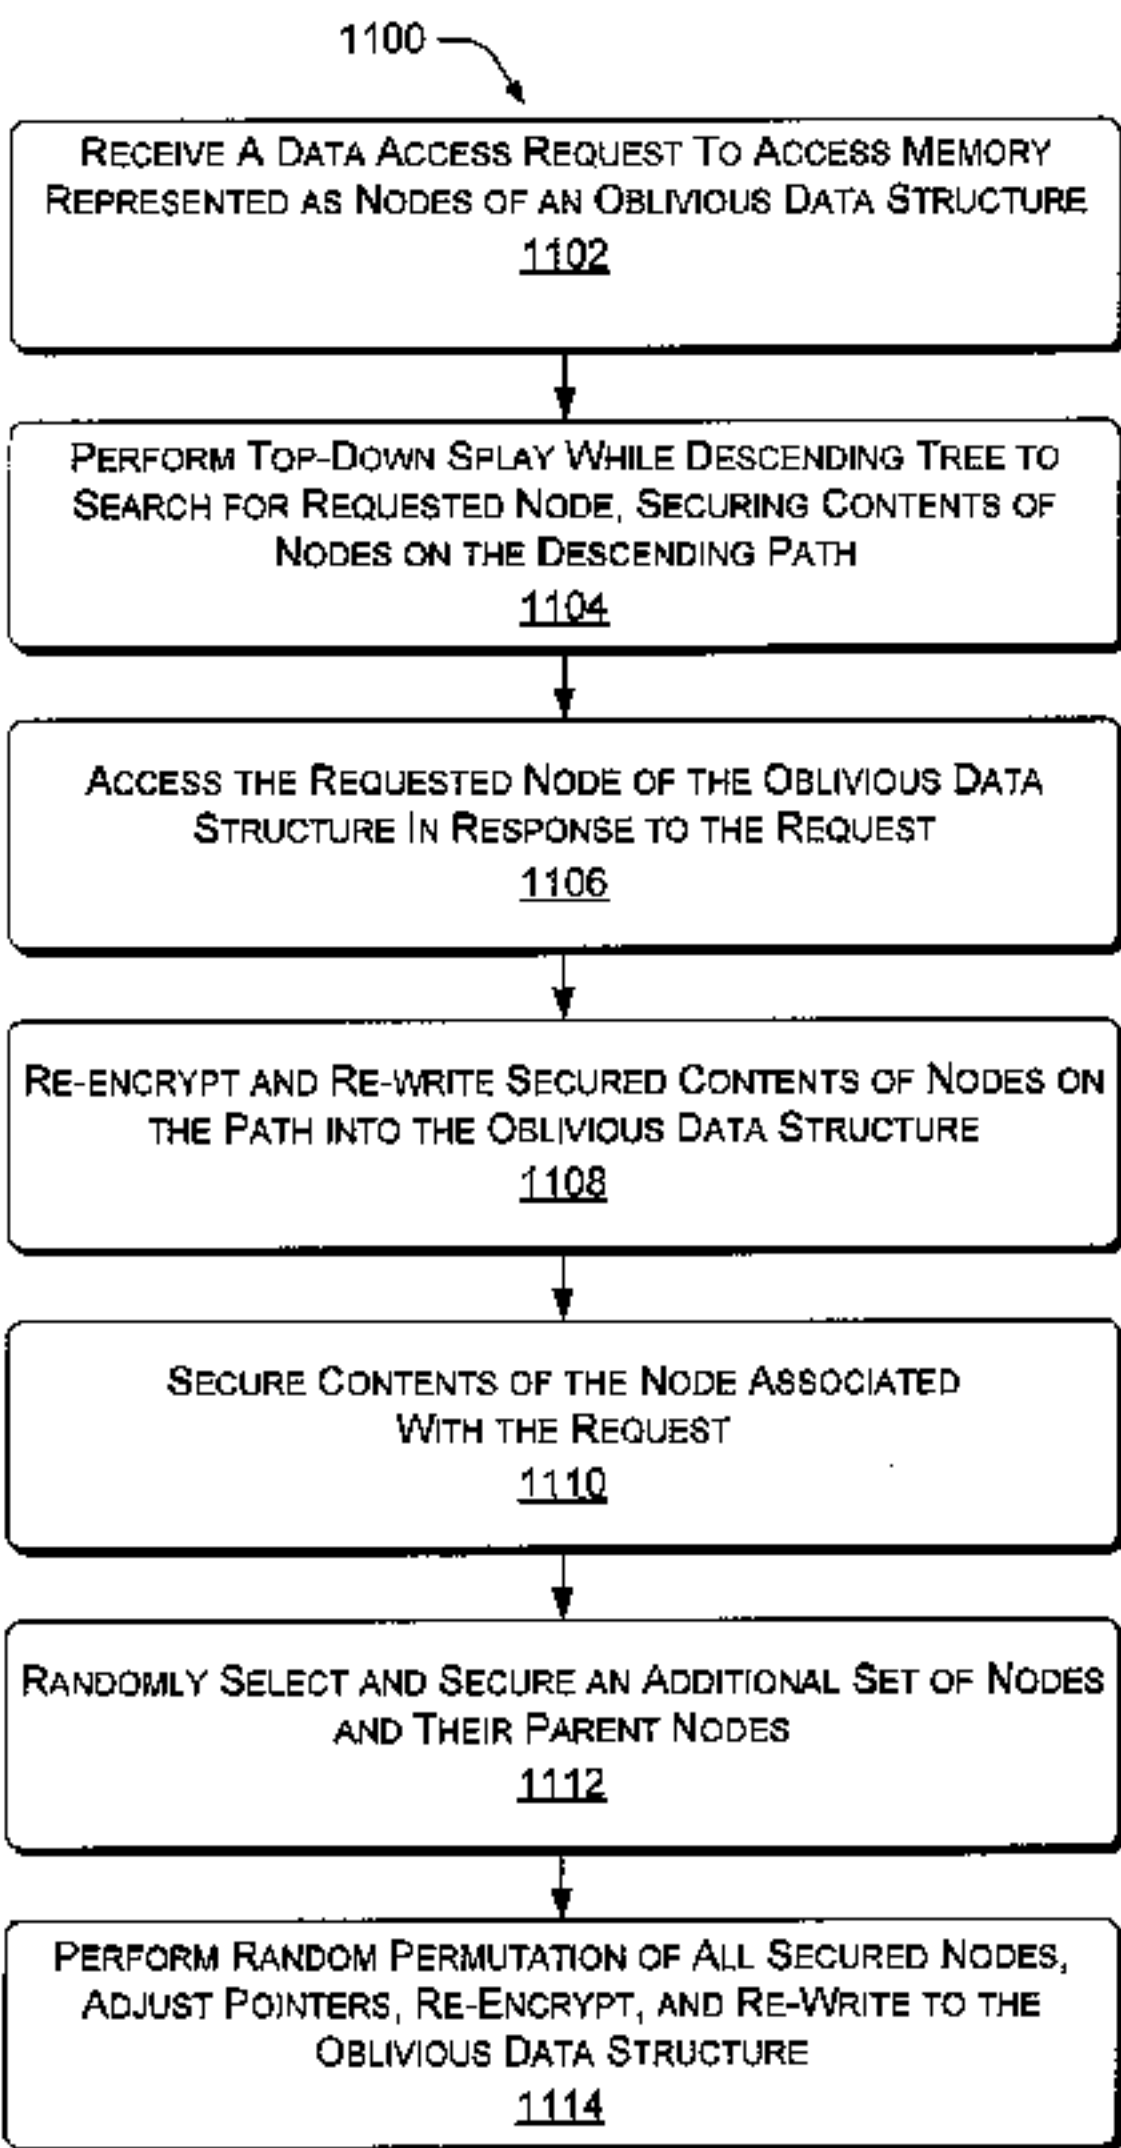 1100
RECEIVE A DATA ACCESS REQUEST TO ACCESS MEMORY
REPRESENTED AS NODES OF AN OBLIVIOUS DATA STRUCTURE
1102
PERFORM TOP-DOWN SPLAY WHILE DESCENDING TREE TO
SEARCH FOR REQUESTED NODE, SECURING CONTENTS OF
NODES ON THE DESCENDING PATH
1104
ACCESS THE REQUESTED NODE OF THE OBLIVIOUS DATA
STRUCTURE IN RESPONSE TO THE REQUEST
1106
RE-ENCRYPT AND RE-WRITE SECURED CONTENTS OF NODES ON
THE PATH INTO THE OBLIVIOUS DATA STRUCTURE
1108
SECURE CONTENTS OF THE NODE ASSOCIATED
WITH THE REQUEST
1110
RANDOMLY SELECT AND SECURE AN ADDITIONAL SET OF NODES
AND THEIR PARENT NODES
1112
PERFORM RANDOM PERMUTATION OF ALL SECURED NODES,
ADJUST POINTERS, RE-ENCRYPT, AND RE-WRITE TO THE
OBLIVIOUS DATA STRUCTURE
1114